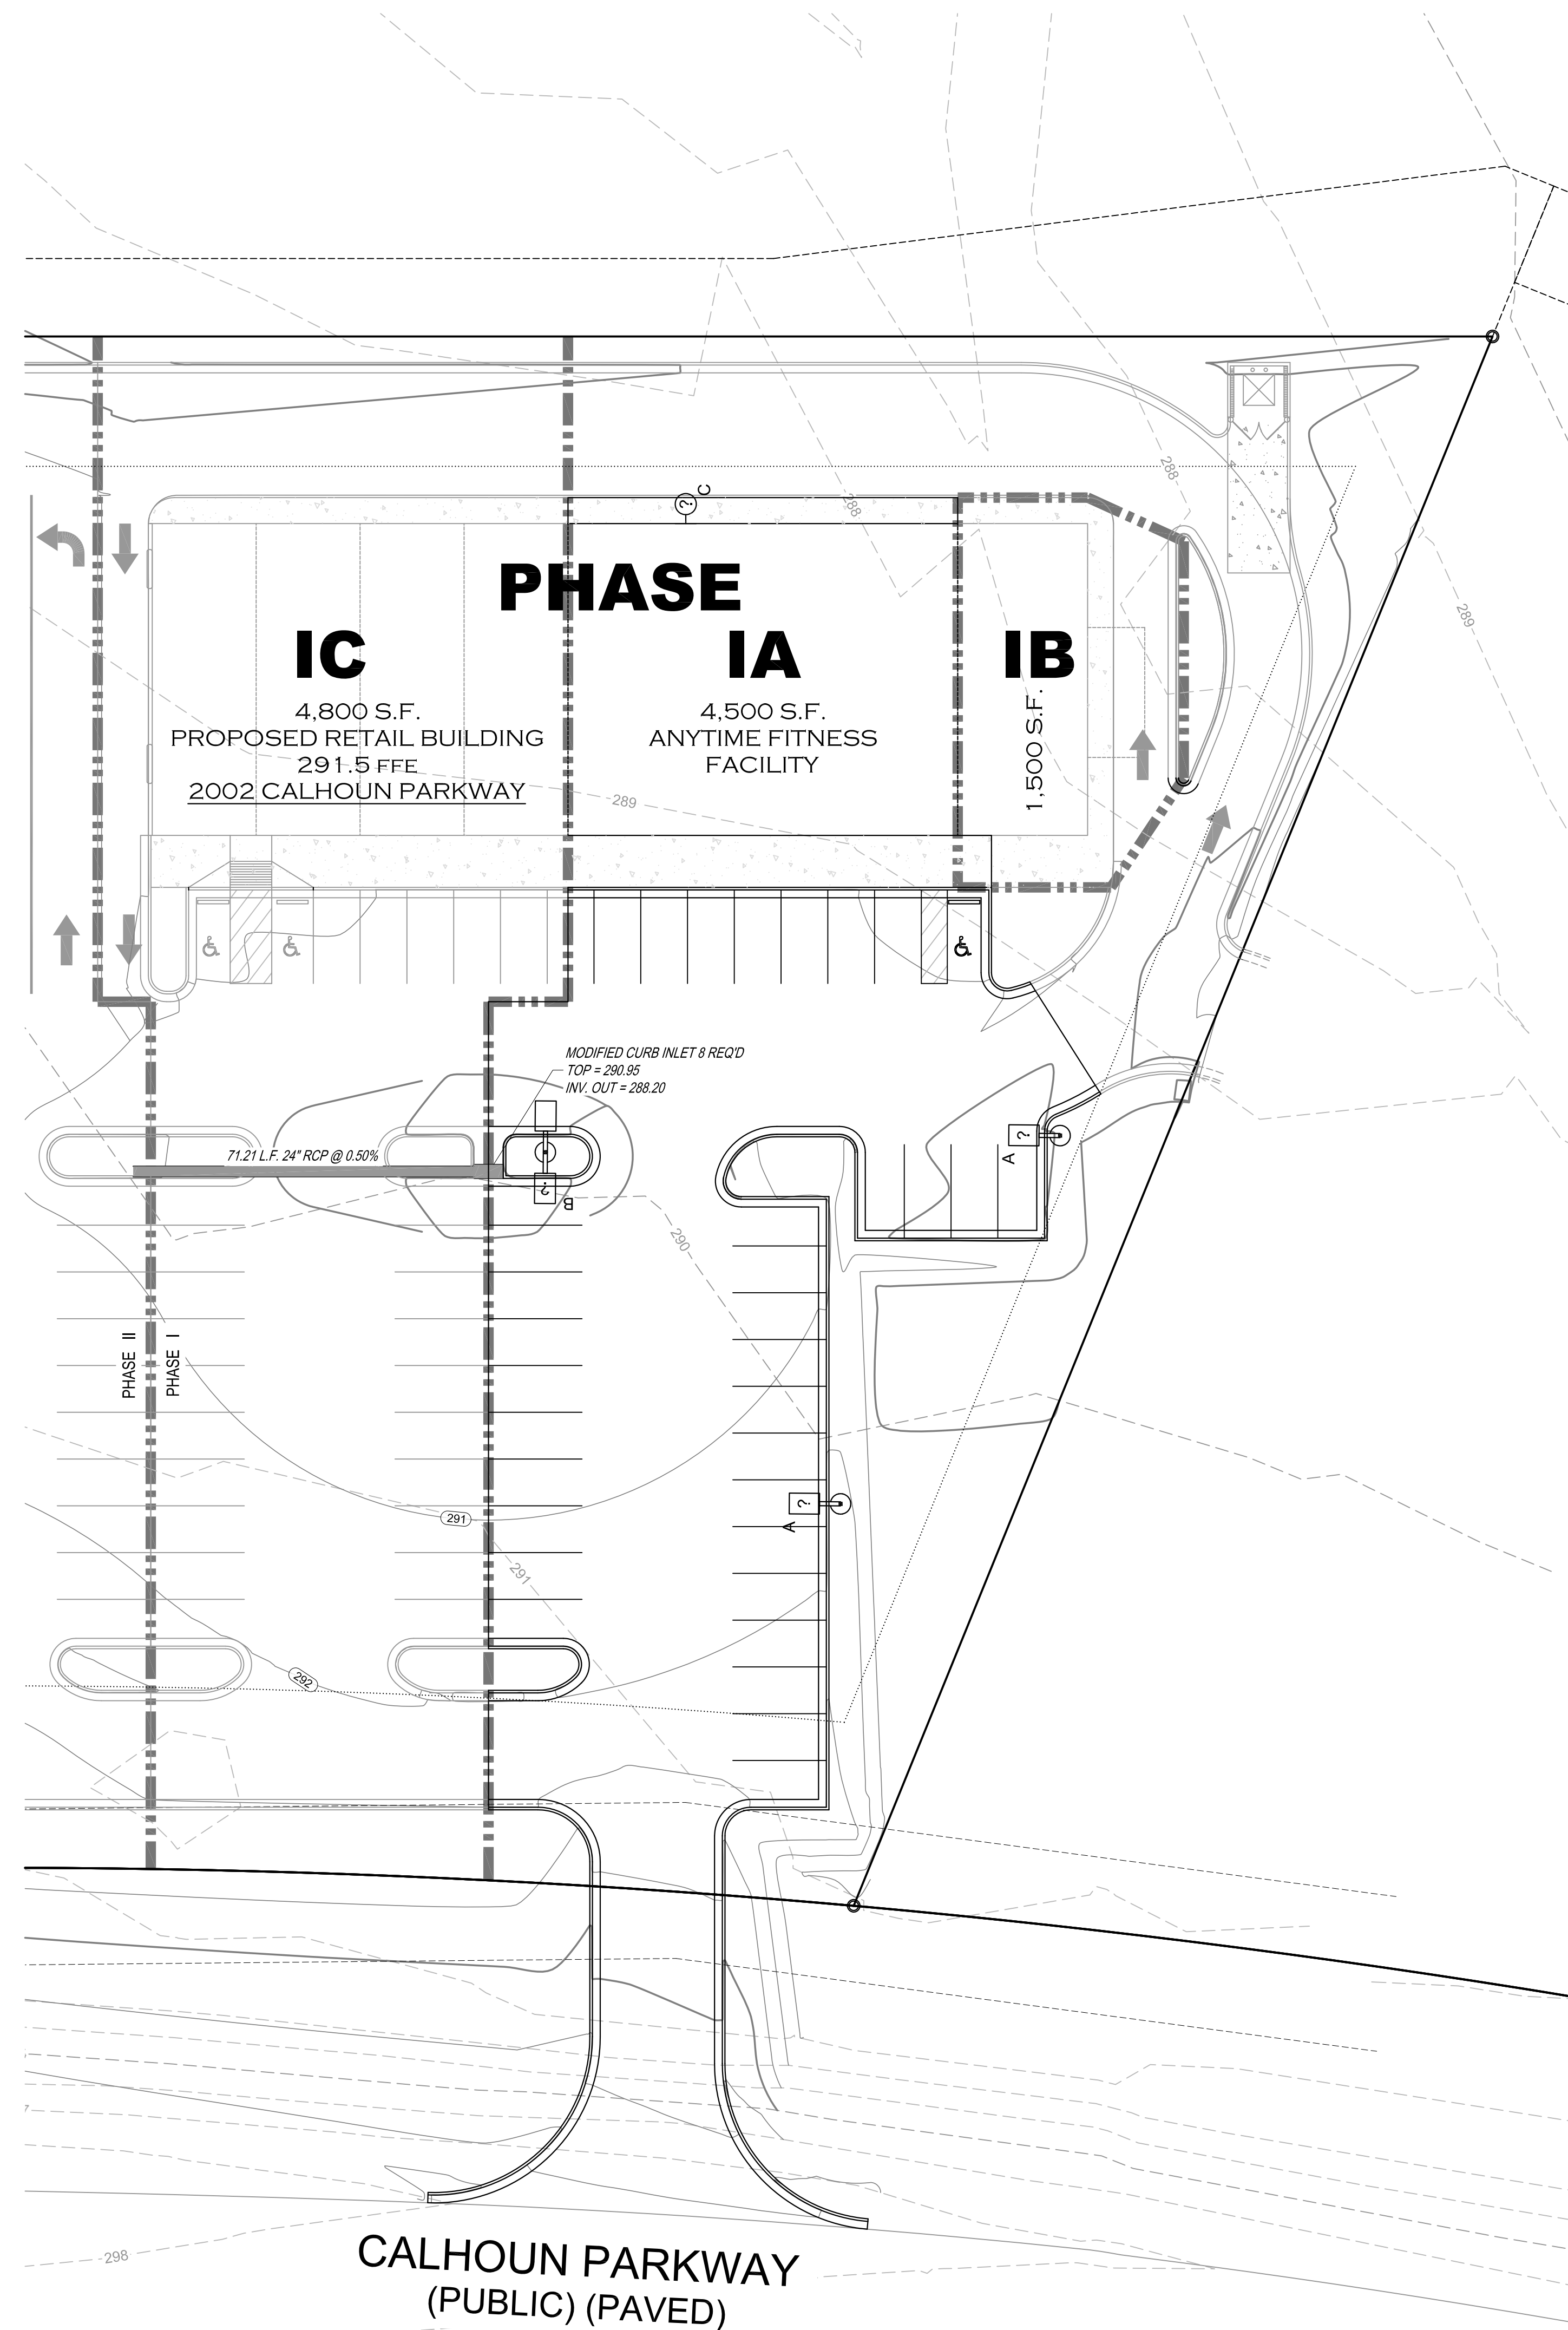 288
288
289
C
?
PHASE
IC
IA
IB
4,800 S.F.
PROPOSED RETAIL BUILDING
291.5 FFE
2002 CALHOUN PARKWAY
4,500 S.F.
ANYTIME FITNESS
FACILITY
1,500 S.F.
289
MODIFIED CURB INLET 8 REQ'D
TOP = 290.95
INV. OUT = 288.20
71.21 L.F. 24" RCP @ 0.50%
?
B
?
A
290
PHASE II
PHASE I
291
?
A
291
292
298
CALHOUN PARKWAY
(PUBLIC) (PAVED)